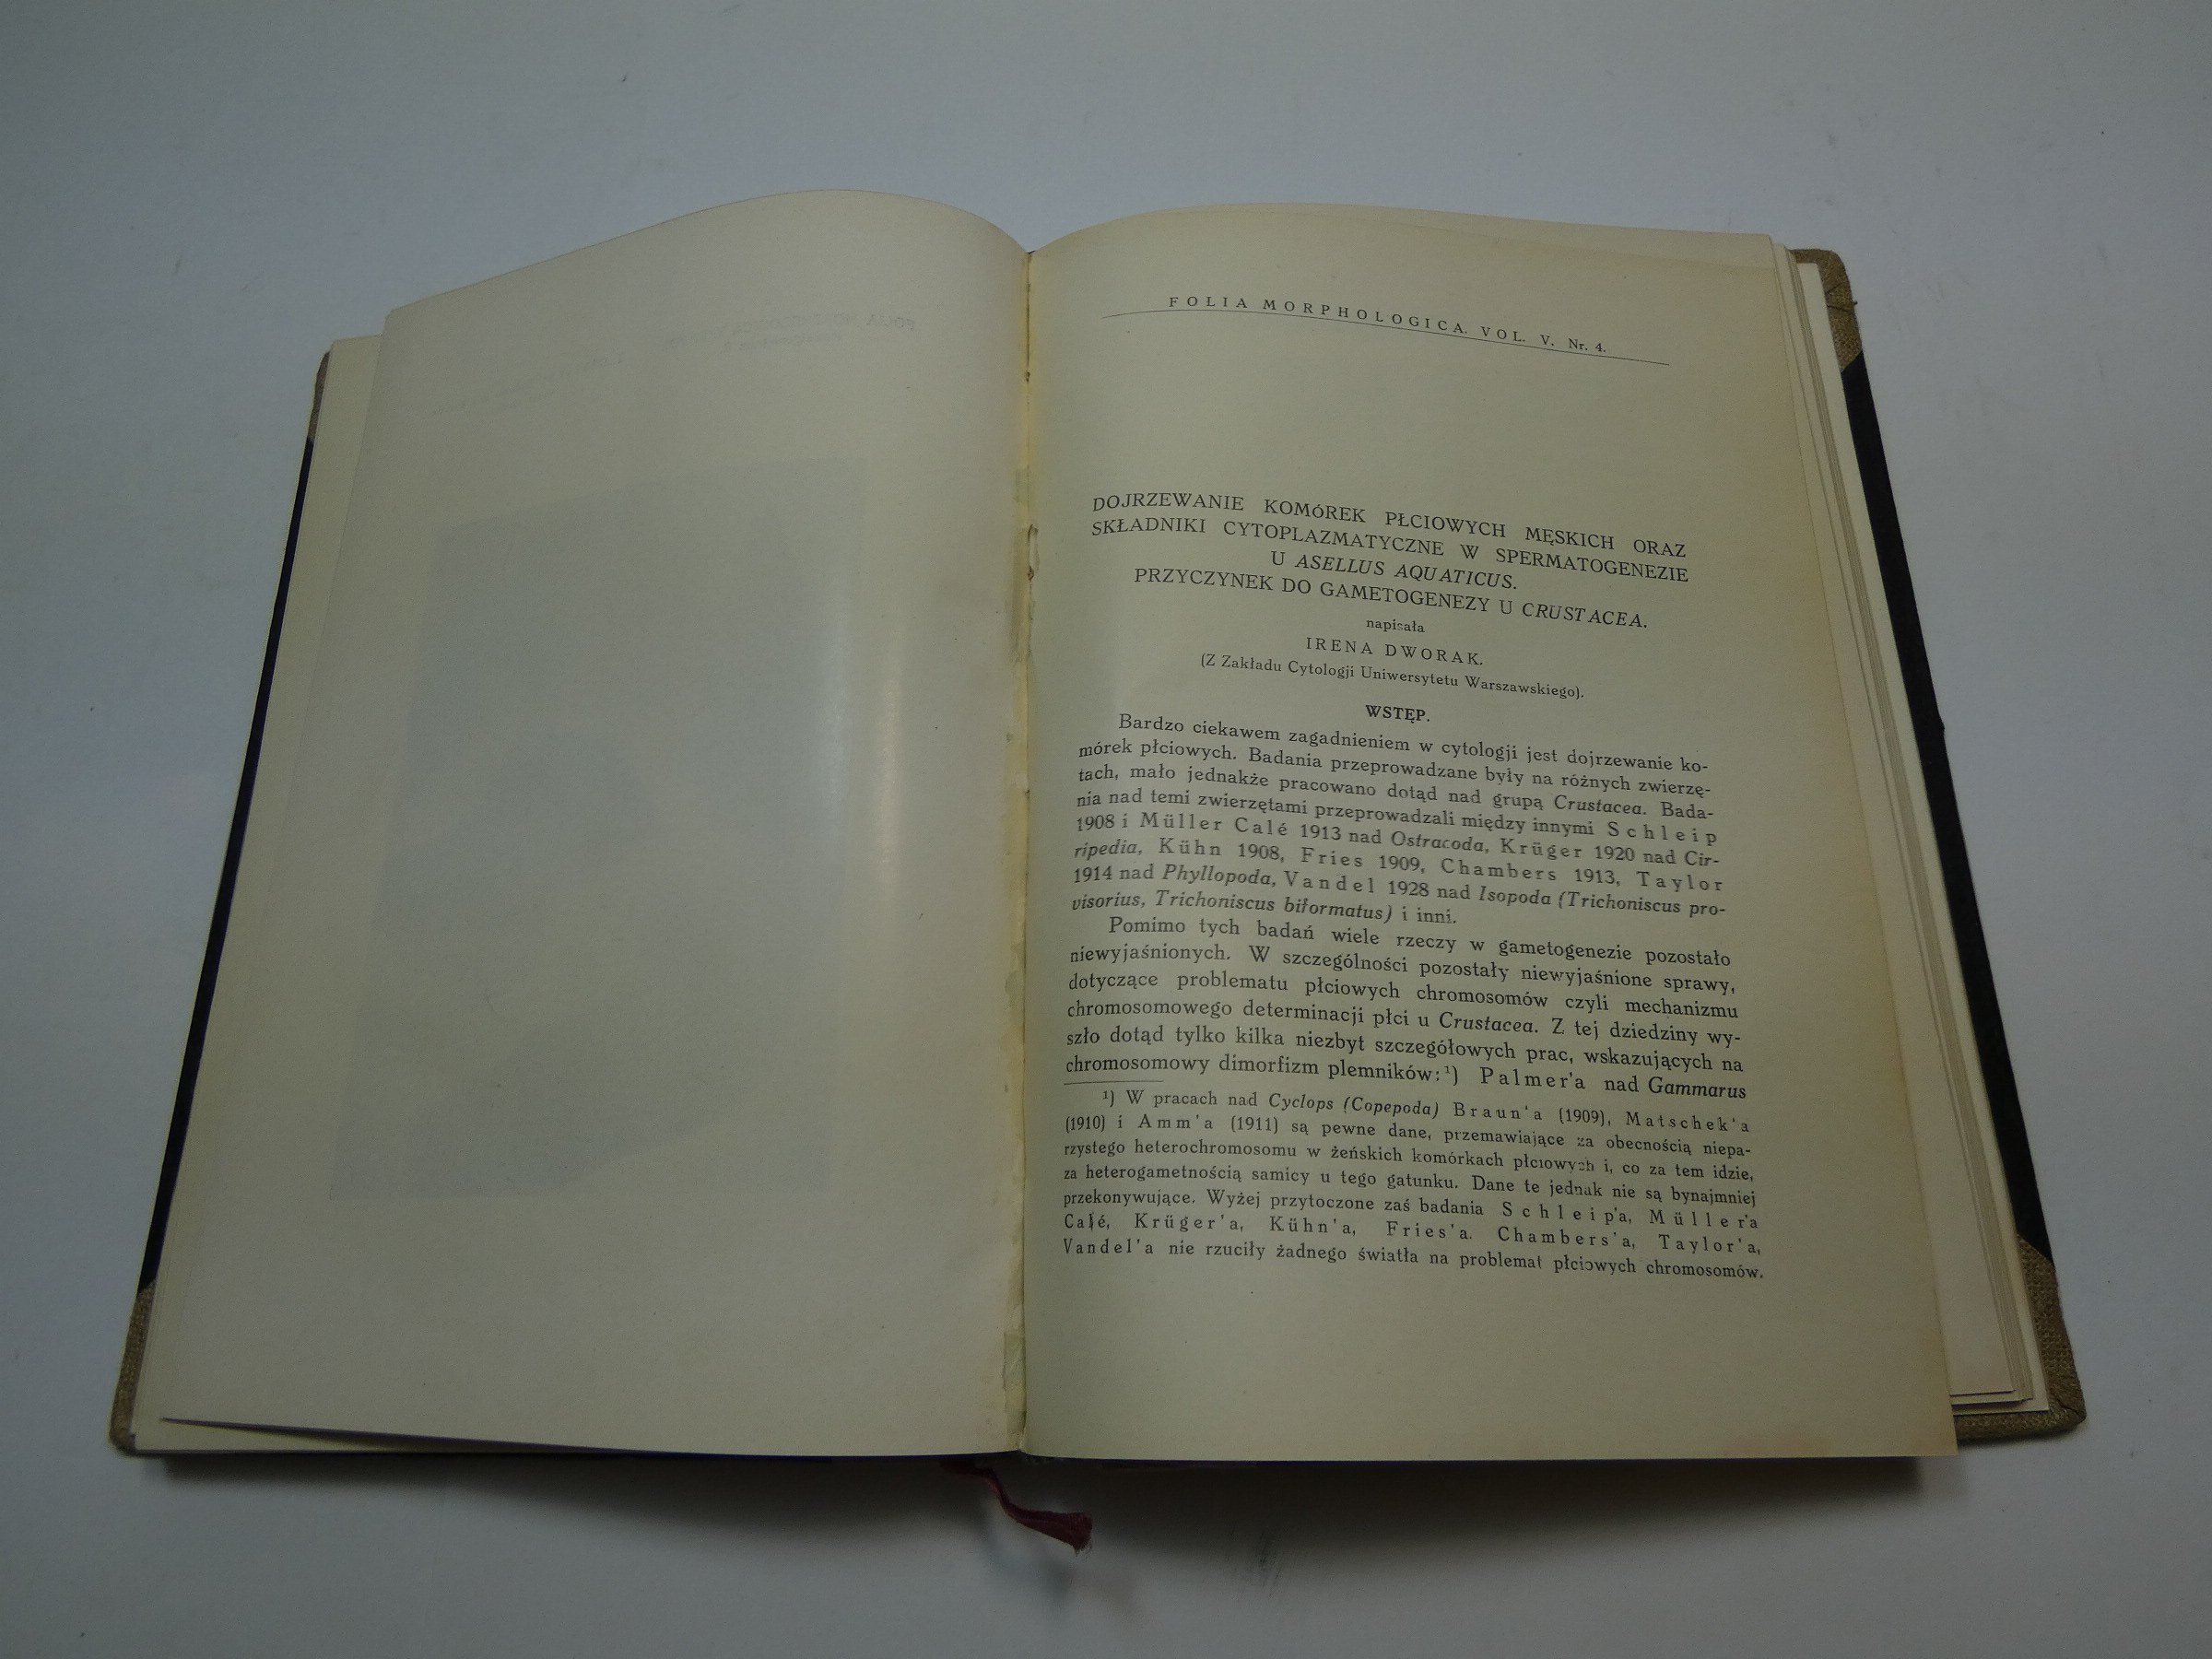 FOLIA MORPHOLOGICA. VOL. V. Nr. 4.
DOJRZEWANIE KOMÓREK PŁCIOWYCH MĘSKICH ORAZ
SKŁADNIKI CYTOPLAZMATYCZNE W SPERMATOGENEZIE
U ASELLUS AQUATICUS.
PRZYCZYNEK DO GAMETOGENEZY U CRUSTACEA.
napisała
IRENA DWORAK.
(Z Zakładu Cytologji Uniwersytetu Warszawskiego).
WSTĘP.
Bardzo ciekawem zagadnieniem w cytologji jest dojrzewanie ko-
mórek płciowych. Badania przeprowadzane były na różnych zwierzę-
tach, mało jednakże pracowano dotąd nad grupą Crustacea. Bada-
nia nad temi zwierzętami przeprowadzali między innymi Schleip
1908 i Müller Calé 1913 nad Ostracoda, Krüger 1920 nad Cir-
ripedia, Kühn 1908, Fries 1909, Chambers 1913, Taylor
1914 nad Phyllopoda, Vandel 1928 nad Isopoda (Trichoniscus pro-
visorius, Trichoniscus biformatus) i inni.
Pomimo tych badań wiele rzeczy w gametogenezie pozostało
niewyjaśnionych. W szczególności pozostały niewyjaśnione sprawy,
dotyczące problematu płciowych chromosomów czyli mechanizmu
chromosomowego determinacji płci u Crustacea. Z tej dziedziny wy-
szło dotąd tylko kilka niezbyt szczegółowych prac, wskazujących na
chromosomowy dimorfizm plemników:¹) Palmer'a nad Gammarus
¹) W pracach nad Cyclops (Copepoda) Braun'a (1909), Matschek'a
(1910) i Amm'a (1911) są pewne dane, przemawiające za obecnością niepa-
rzystego heterochromosomu w żeńskich komórkach płciowych i, co za tem idzie,
za heterogametnością samicy u tego gatunku. Dane te jednak nie są bynajmniej
przekonywujące. Wyżej przytoczone zaś badania Schleip'a, Müller'a
Calé, Krüger'a, Kühn'a, Fries'a. Chambers'a, Taylor'a,
Vandel'a nie rzuciły żadnego światła na problemat płciowych chromosomów.